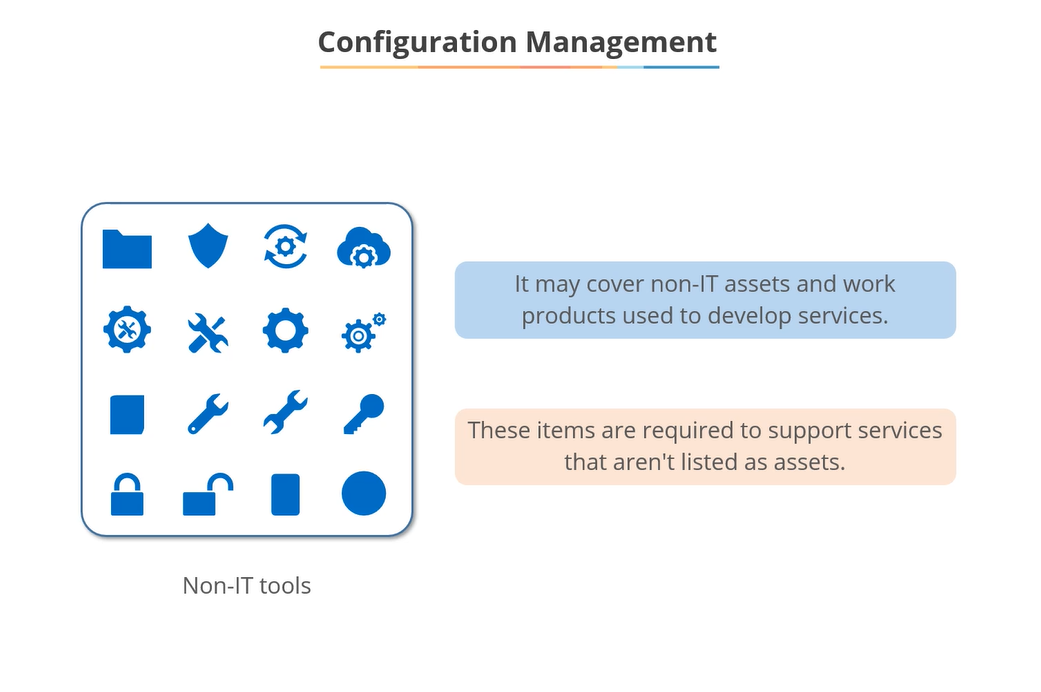 Configuration Management
It may cover non-IT assets and work
products used to develop services.
These items are required to support services
that aren't listed as assets.
Non-IT tools